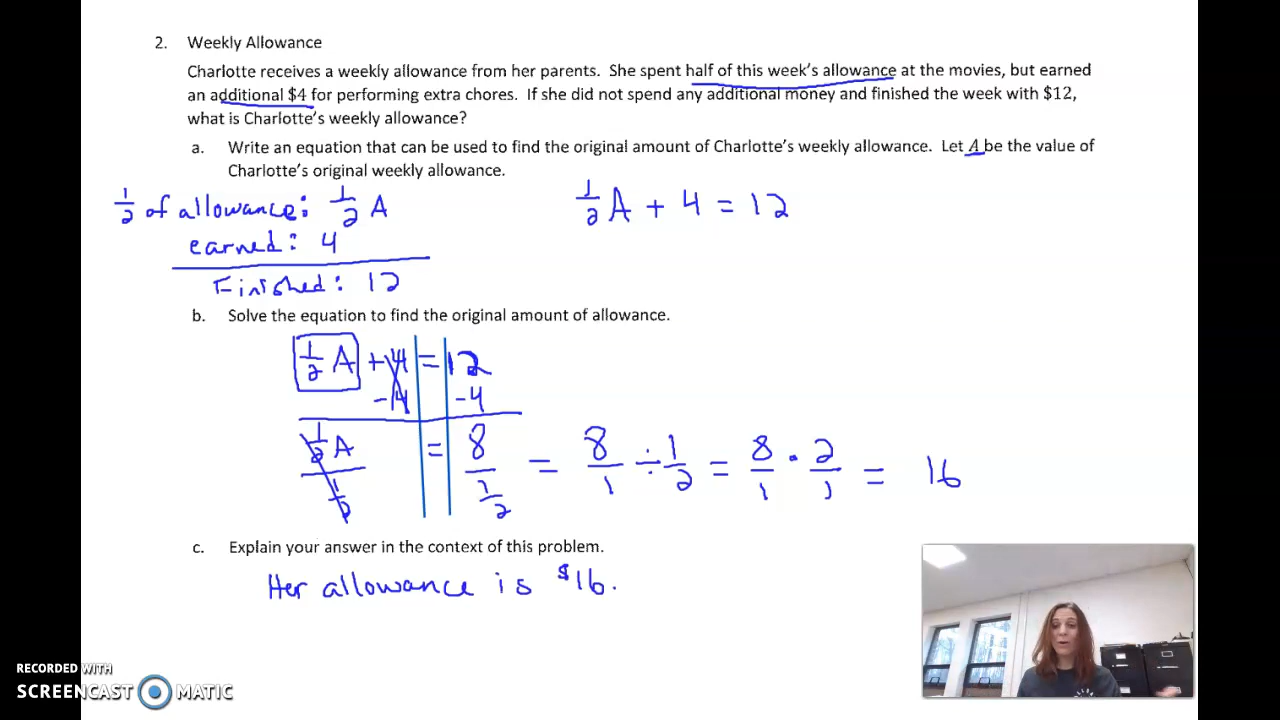 2. Weekly Allowance
Charlotte receives a weekly allowance from her parents. She spent half of this week's allowance at the movies, but earned
an additional $4 for performing extra chores. If she did not spend any additional money and finished the week with $12,
what is Charlotte's weekly allowance?
a. Write an equation that can be used to find the original amount of Charlotte's weekly allowance. Let A be the value of
Charlotte's original weekly allowance.
1/2 of allowance: 1/2 A
1/2 A + 4 = 12
earned: 4
Finished: 12
b. Solve the equation to find the original amount of allowance.
1/2 A + 4 = 12
-4 -4
1/2 A / 1/2 = 8 / 1/2 = 8/1 ÷ 1/2 = 8/1 · 2/1 = 16
c. Explain your answer in the context of this problem.
Her allowance is $16.
RECORDED WITH
SCREENCAST MATIC